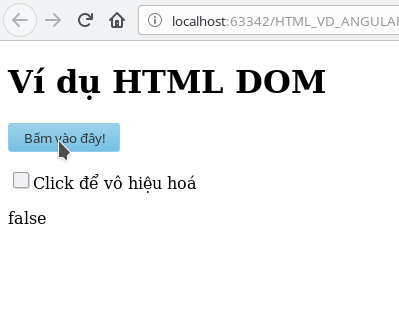 localhost:63342/HTML_VD_ANGULAR
Ví dụ HTML DOM
Bấm vào đây!
Click để vô hiệu hoá
false